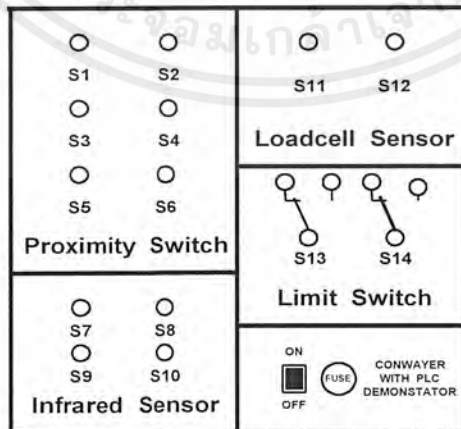 S1 S2
S3 S4
S5 S6
Proximity Switch
S7 S8
S9 S10
Infrared Sensor
S11 S12
Loadcell Sensor
S13 S14
Limit Switch
ON
OFF
FUSE
CONWAYER
WITH PLC
DEMONSTATOR